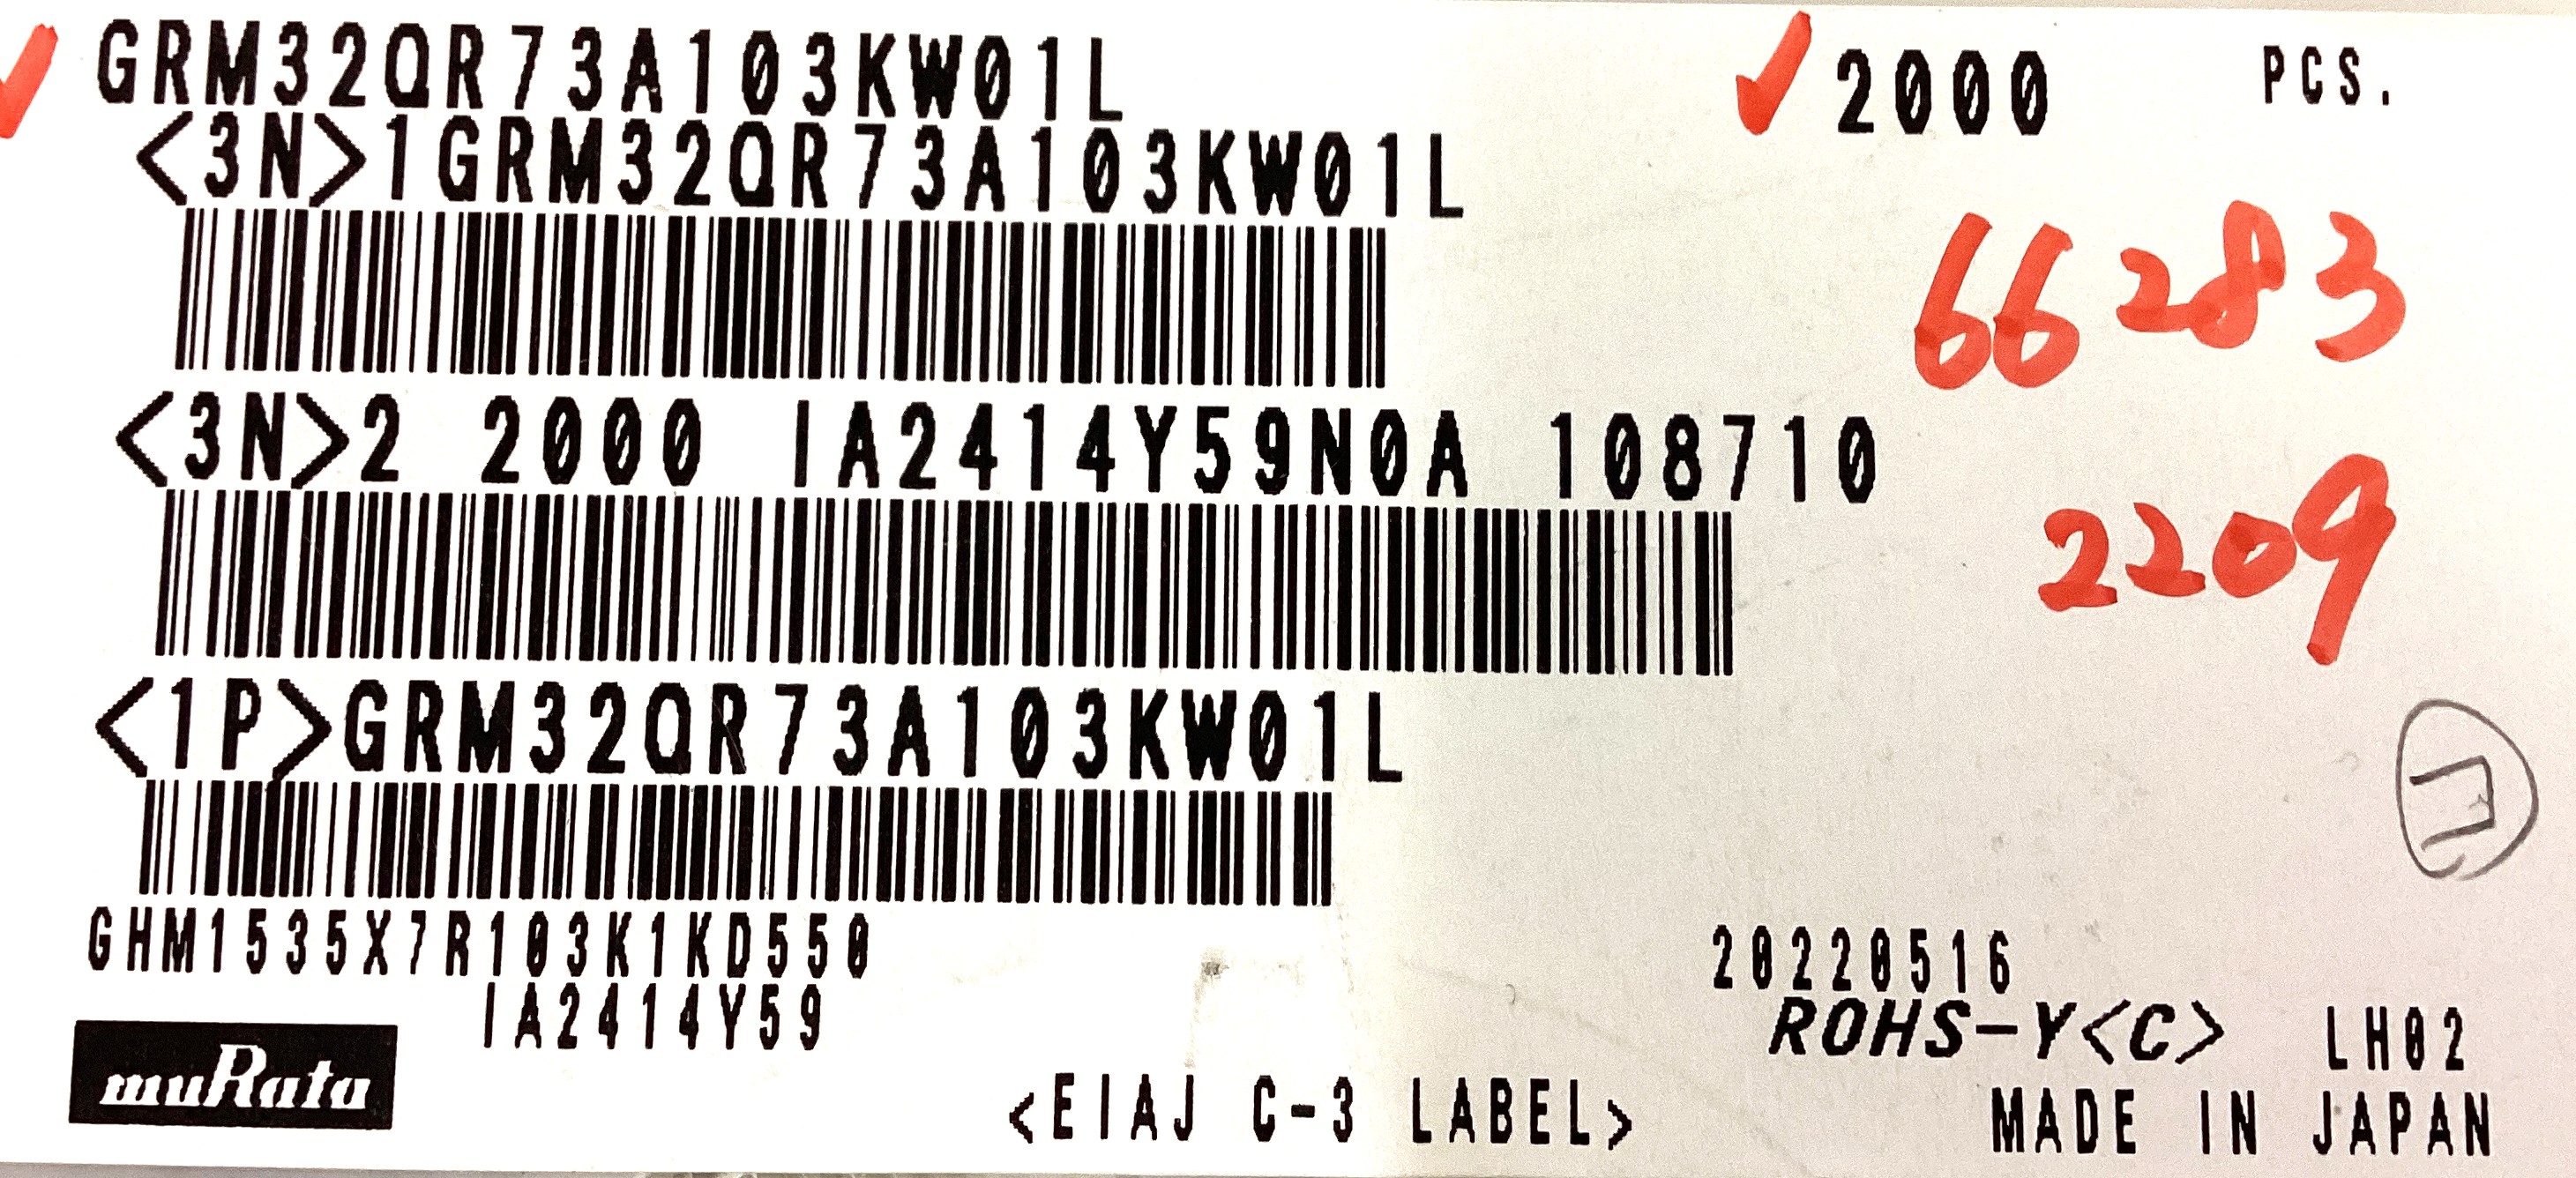 GRM32QR73A103KW01L
2000 PCS.
<3N>1GRM32QR73A103KW01L
66283
<3N>2 2000 IA2414Y59N0A 108710
2209
<1P>GRM32QR73A103KW01L
コ
GHM1535X7R103K1KD550
20220516
IA2414Y59
ROHS-Y<C> LH02
muRata
<EIAJ C-3 LABEL>
MADE IN JAPAN